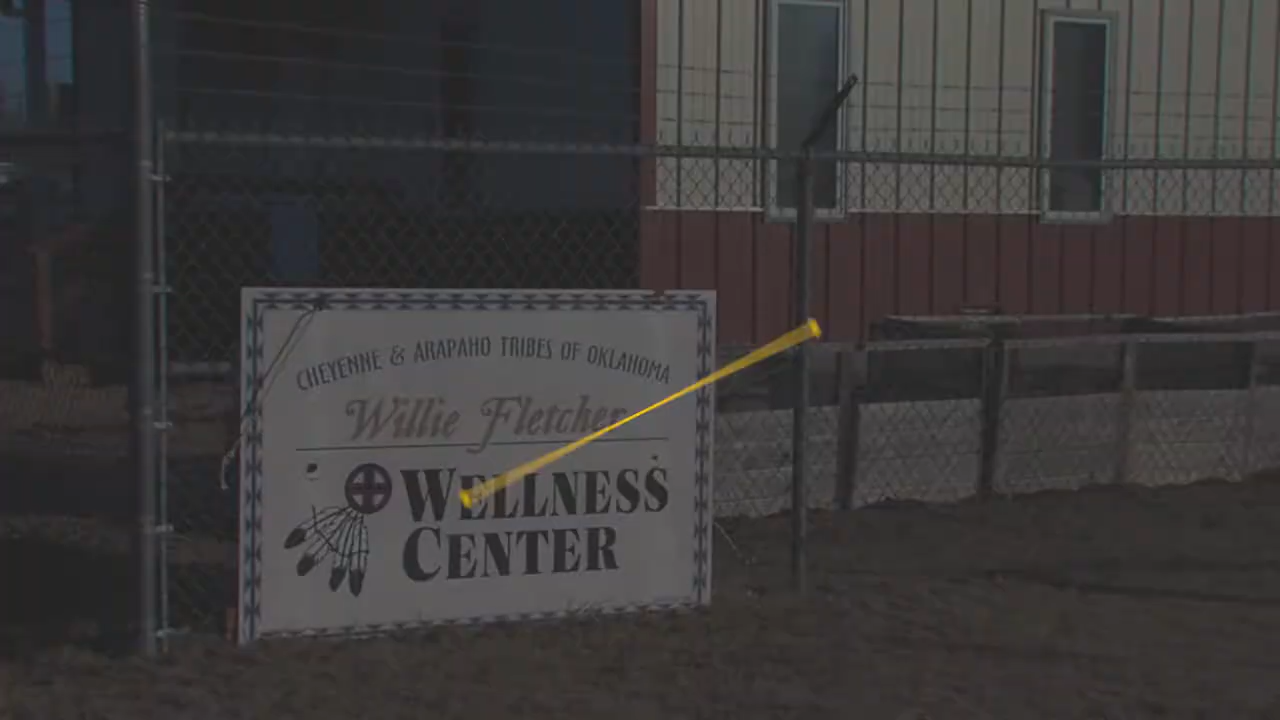 CHEYENNE & ARAPAHO TRIBES OF OKLAHOMA
Willie Fletcher
WELLNESS
CENTER